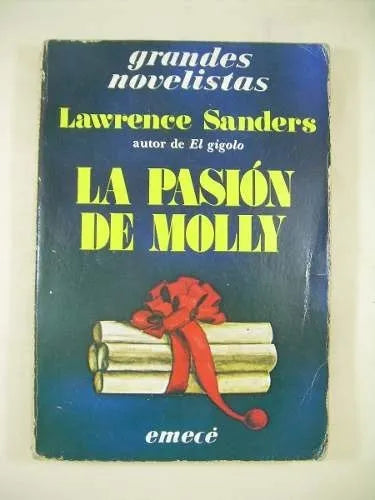 grandes
novelistas
Lawrence Sanders
autor de El gigolo
LA PASIÓN
DE MOLLY
emecé